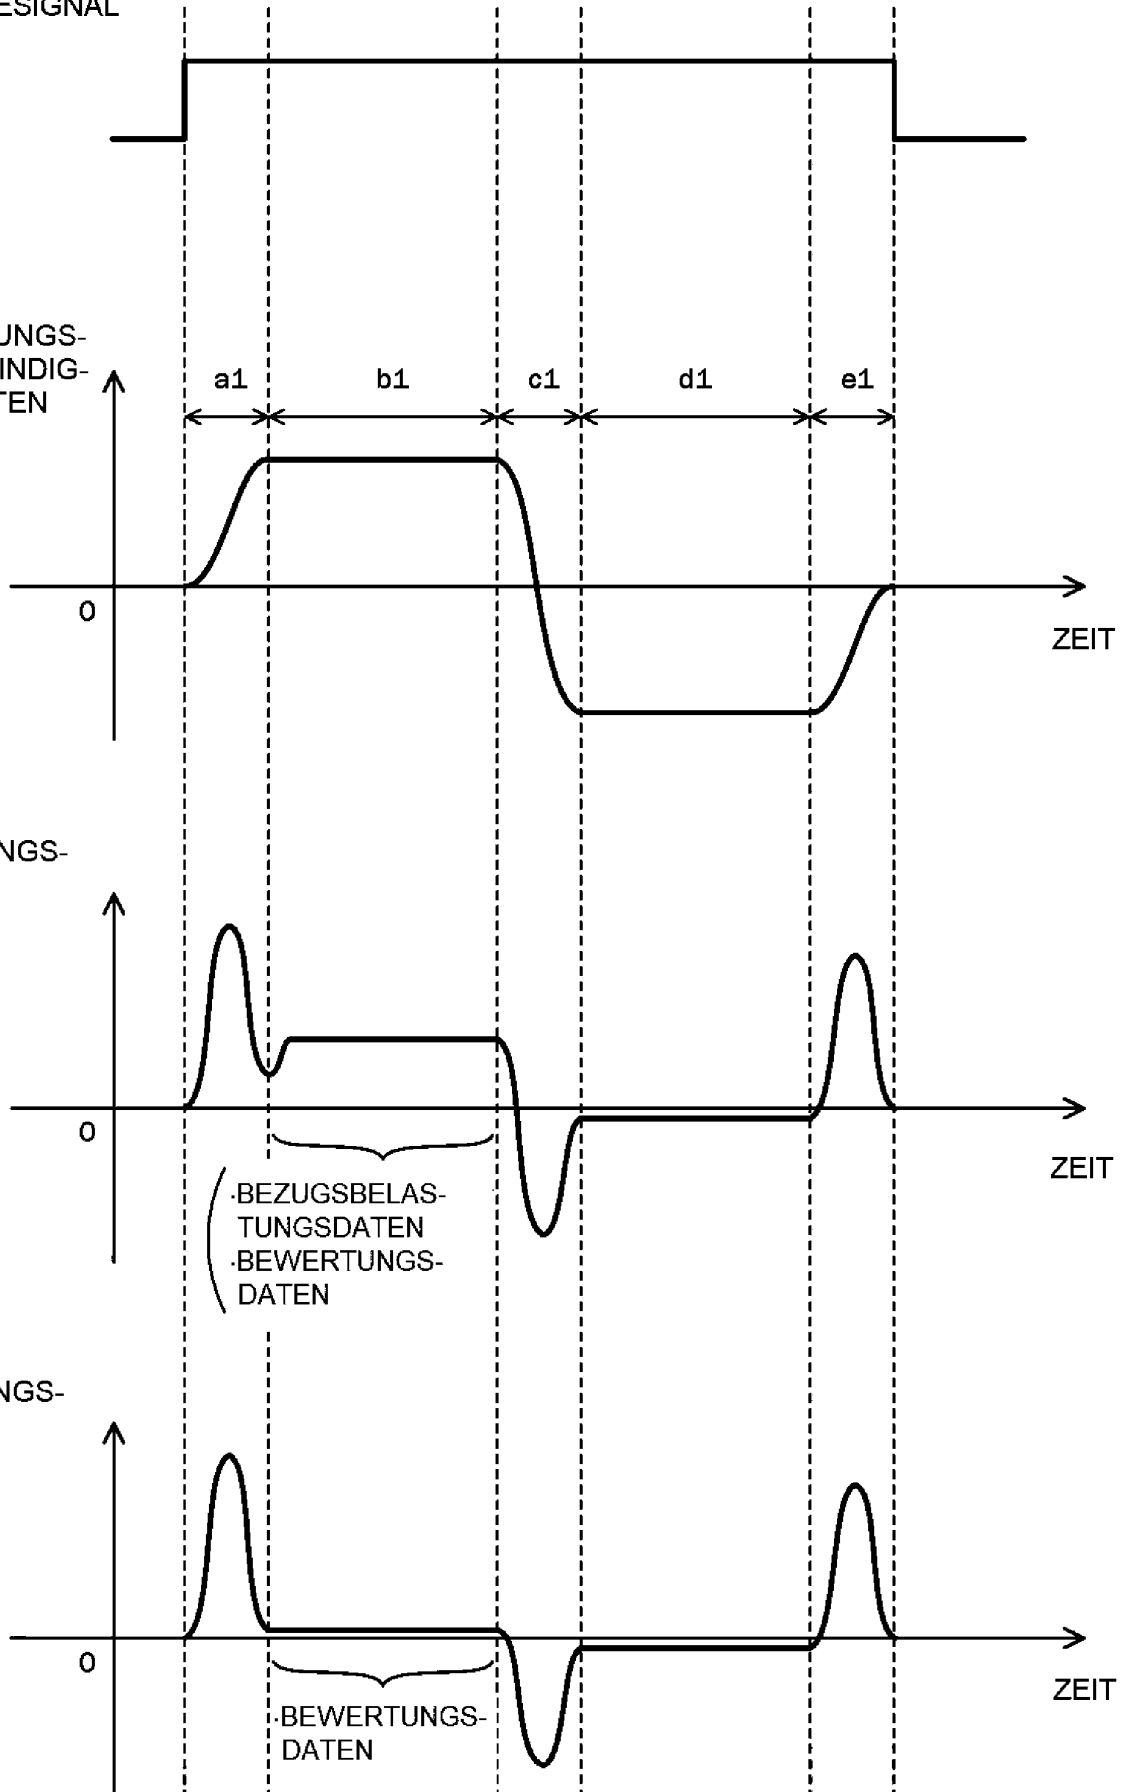 ESIGNAL
UNGS-
INDIG-
TEN
a1 b1 c1 d1 e1
0
ZEIT
NGS-
0
ZEIT
·BEZUGSBELAS-
TUNGSDATEN
·BEWERTUNGS-
DATEN
NGS-
0
ZEIT
·BEWERTUNGS-
DATEN